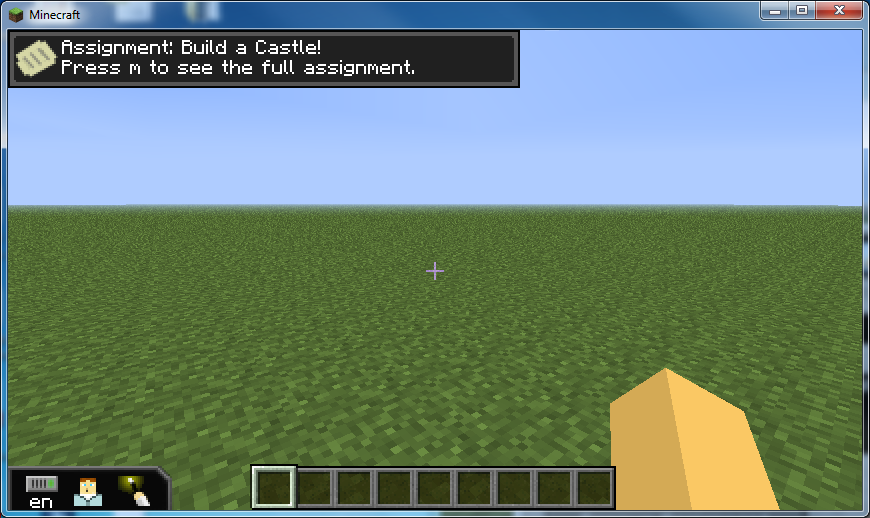 Minecraft
Assignment: Build a Castle!
Press m to see the full assignment.
en